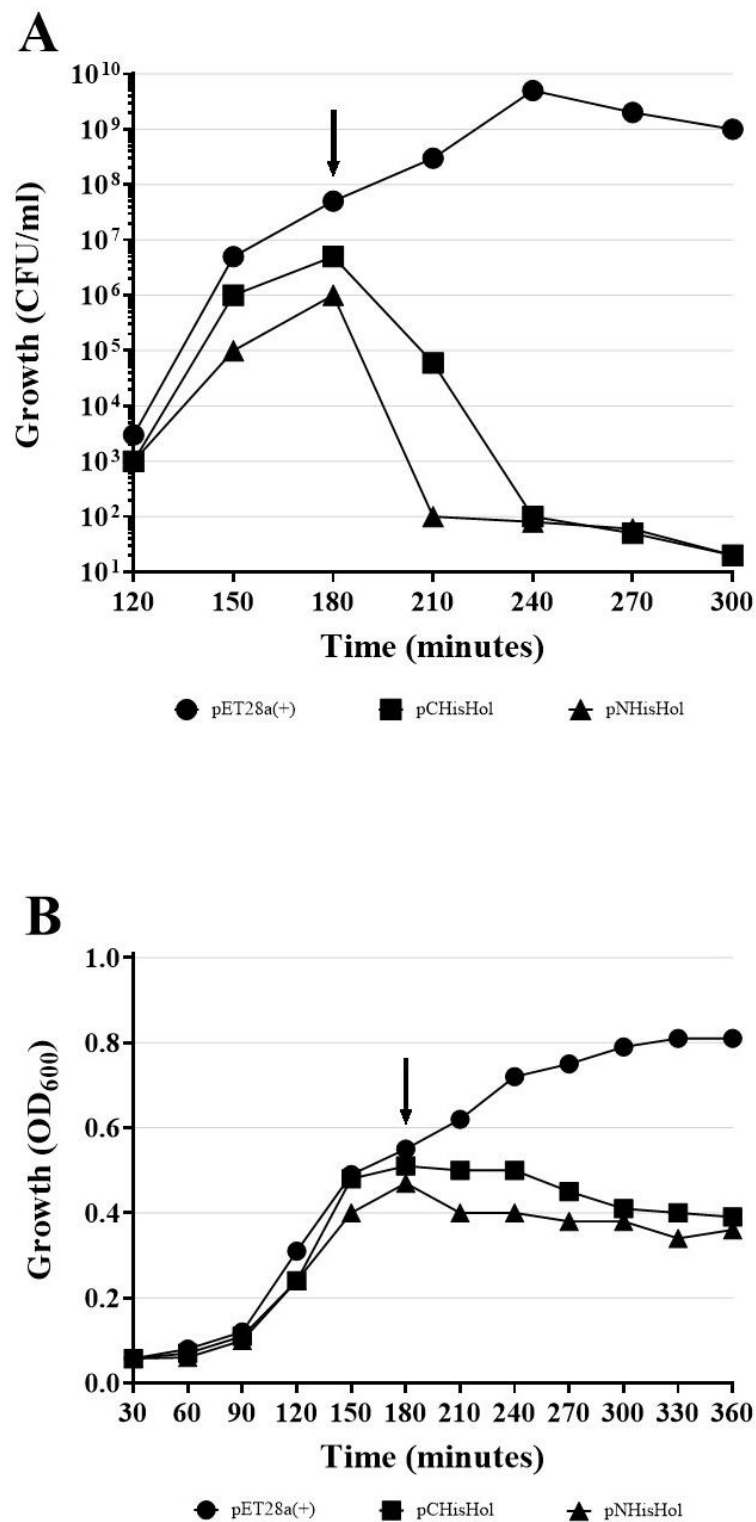 A
10¹⁰
10⁹
10⁸
10⁷
10⁶
10⁵
10⁴
10³
10²
10¹
Growth (CFU/ml)
120 150 180 210 240 270 300
Time (minutes)
pET28a(+) pCHisHol pNHisHol
B
1.0
0.8
0.6
0.4
0.2
0.0
Growth (OD₆₀₀)
30 60 90 120 150 180 210 240 270 300 330 360
Time (minutes)
pET28a(+) pCHisHol pNHisHol